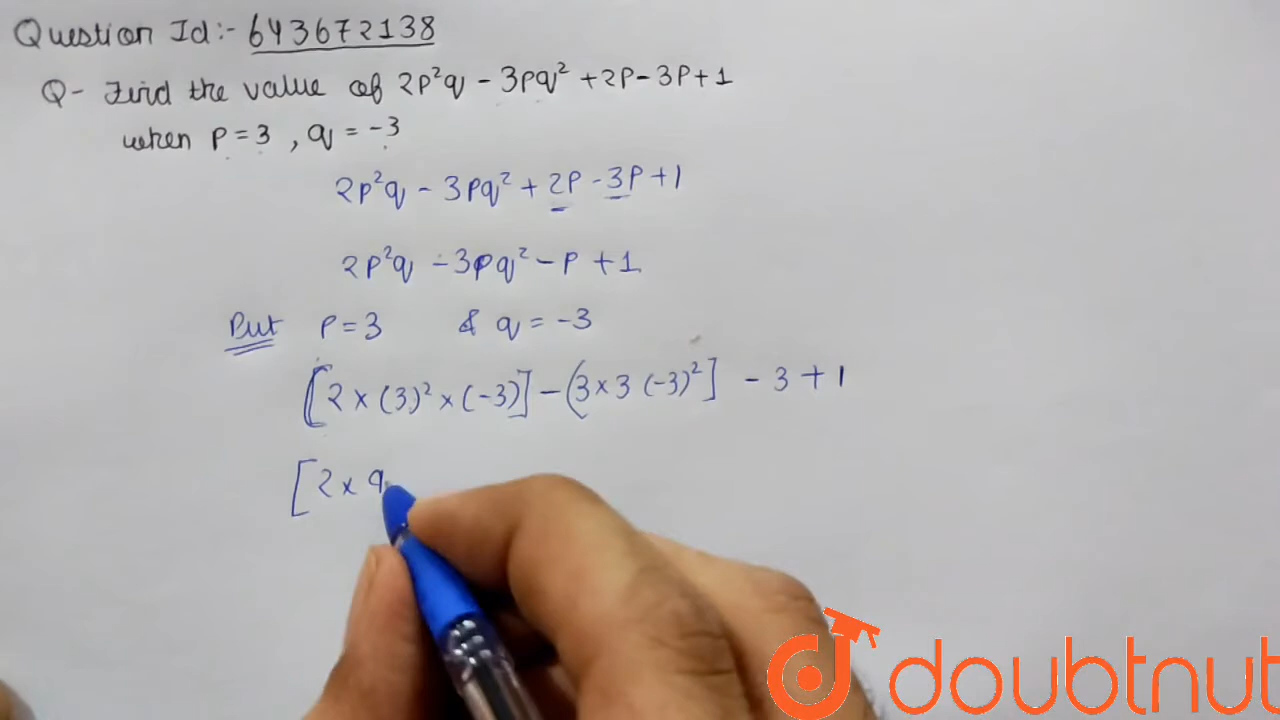 Question Id:- 643672138
Q- Find the value of 2p²q - 3pq² + 2P - 3P + 1
when P = 3 , q = -3
2p²q - 3pq² + 2P - 3P + 1
2p²q - 3pq² - P + 1
Put P = 3 & q = -3
[2 × (3)² × (-3)] - (3 × 3 (-3)²] - 3 + 1
[2 × 9
doubtnut